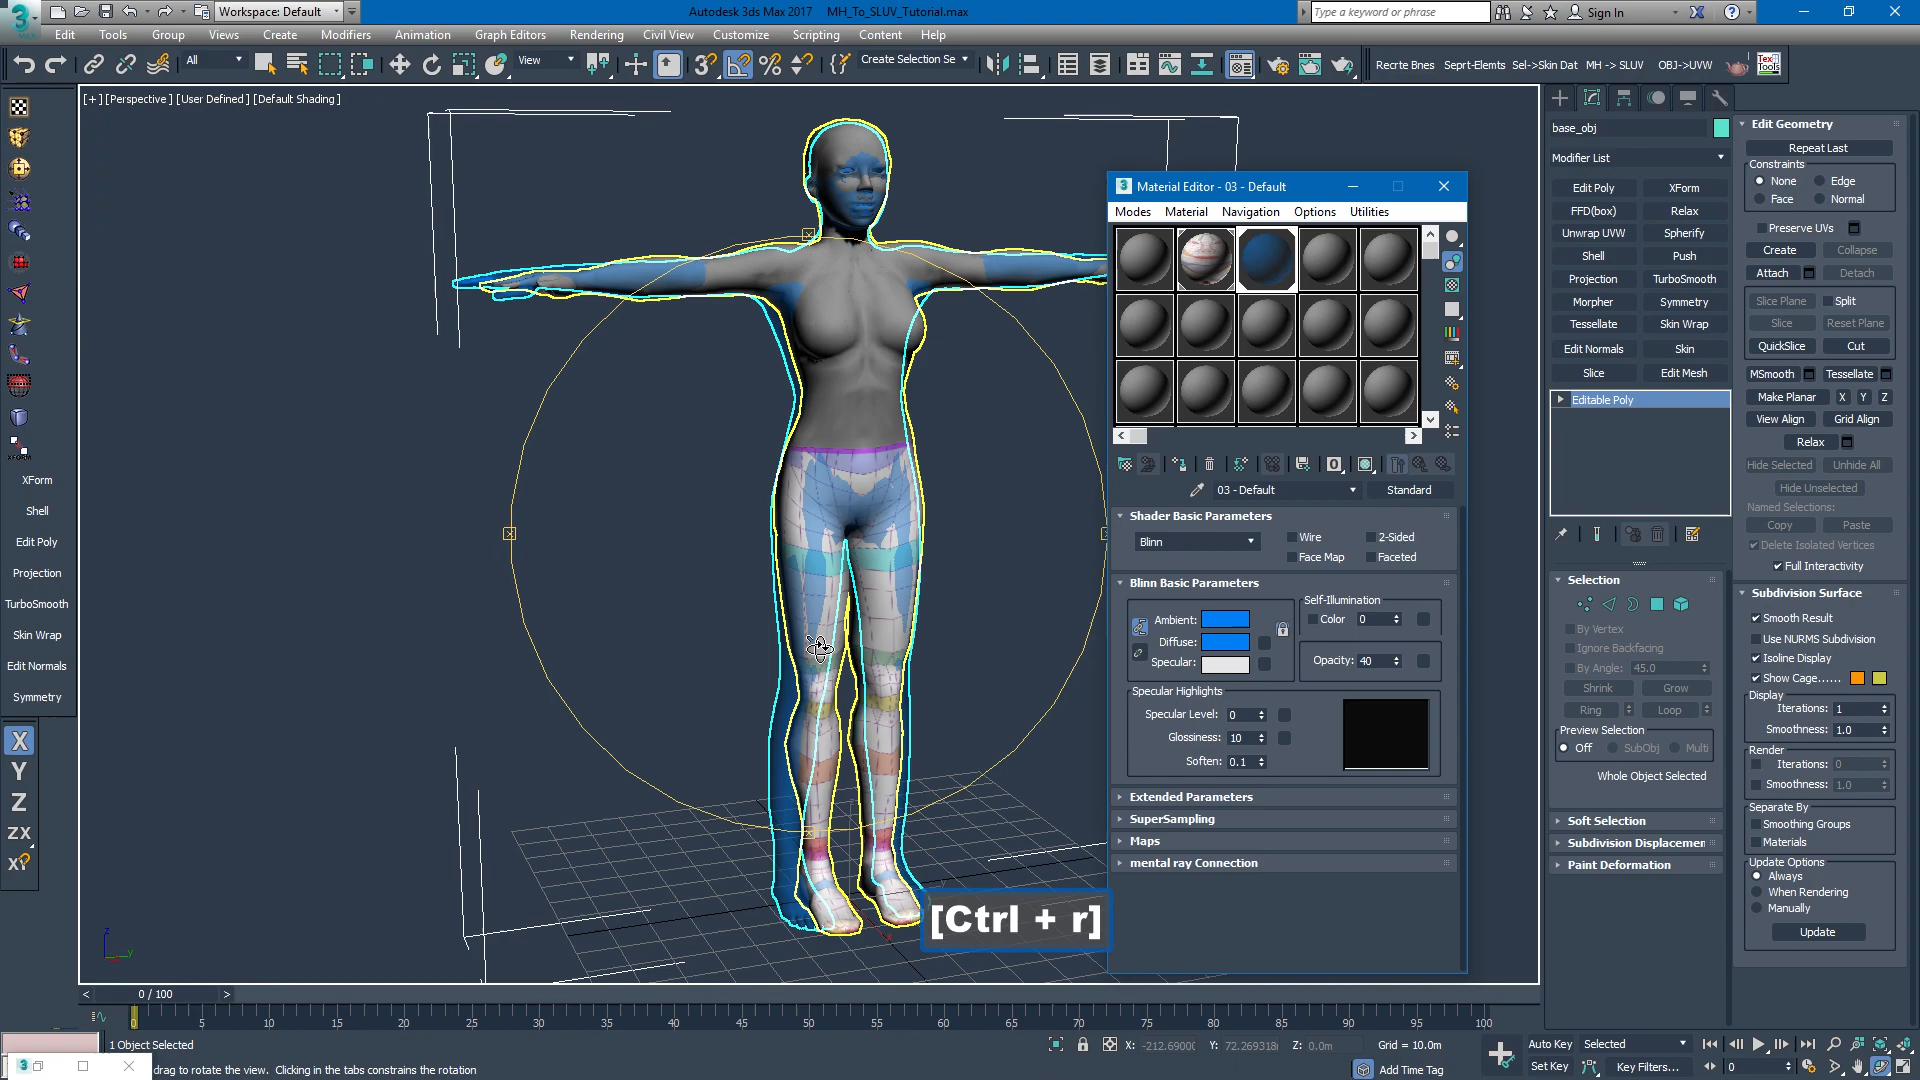 Workspace: Default
Autodesk 3ds Max 2017    MH_To_SLUV_Tutorial.max
Type a keyword or phrase
Sign In
Edit Tools Group Views Create Modifiers Animation Graph Editors Rendering Civil View Customize Scripting Content Help
All
View
Create Selection Se
Recrte Bnes Seprt-Elemts Sel->Skin Dat MH -> SLUV OBJ->UVW
[+] [Perspective] [User Defined] [Default Shading]
XForm
Shell
Edit Poly
Projection
TurboSmooth
Skin Wrap
Edit Normals
Symmetry
X
Y
Z
ZX
XY
Material Editor - 03 - Default
Modes Material Navigation Options Utilities
03 - Default
Standard
Shader Basic Parameters
Blinn
Wire
2-Sided
Face Map
Faceted
Blinn Basic Parameters
Self-Illumination
Ambient:
Color 0
Diffuse:
Specular:
Opacity: 40
Specular Highlights
Specular Level: 0
Glossiness: 10
Soften: 0.1
Extended Parameters
SuperSampling
Maps
mental ray Connection
[Ctrl + r]
base_obj
Modifier List
Edit Poly XForm
FFD(box) Relax
Unwrap UVW Spherify
Shell Push
Projection TurboSmooth
Morpher Symmetry
Tessellate Skin Wrap
Edit Normals Skin
Slice Edit Mesh
Editable Poly
Selection
By Vertex
Ignore Backfacing
By Angle: 45.0
Shrink Grow
Ring Loop
Preview Selection
Off SubObj Multi
Whole Object Selected
Soft Selection
Subdivision Displacemen
Paint Deformation
Edit Geometry
Repeat Last
Constraints
None Edge
Face Normal
Preserve UVs
Create Collapse
Attach Detach
Slice Plane Split
Slice Reset Plane
QuickSlice Cut
MSmooth Tessellate
Make Planar X Y Z
View Align Grid Align
Relax
Hide Selected Unhide All
Hide Unselected
Named Selections:
Copy Paste
Delete Isolated Vertices
Full Interactivity
Subdivision Surface
Smooth Result
Use NURMS Subdivision
Isoline Display
Show Cage......
Display
Iterations: 1
Smoothness: 1.0
Render
Iterations: 0
Smoothness: 1.0
Separate By
Smoothing Groups
Materials
Update Options
Always
When Rendering
Manually
Update
0 / 100
0 5 10 15 20 25 30 35 40 45 50 55 60 65 70 75 80 85 90 95 100
1 Object Selected
X: -212.6900 Y: 72.269318 Z: 0.0m Grid = 10.0m
Auto Key Selected
drag to rotate the view.  Clicking in the tabs constrains the rotation
Add Time Tag
Set Key Key Filters... 0